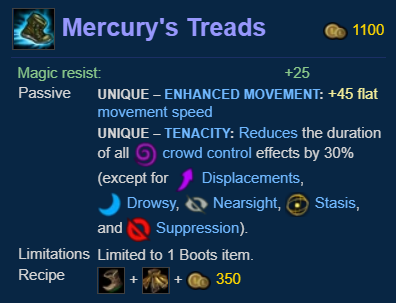 Mercury's Treads 1100
Magic resist: +25
Passive UNIQUE – ENHANCED MOVEMENT: +45 flat
movement speed
UNIQUE – TENACITY: Reduces the duration
of all crowd control effects by 30%
(except for Displacements,
Drowsy, Nearsight, Stasis,
and Suppression).
Limitations Limited to 1 Boots item.
Recipe + + 350